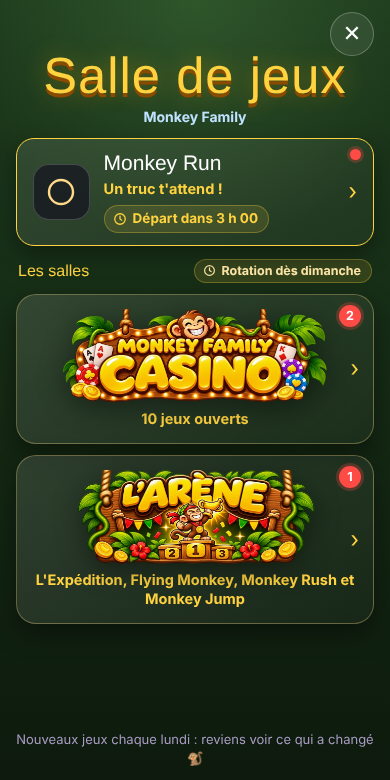 Salle de jeux
Monkey Family
Monkey Run
Un truc t'attend !
Départ dans 3 h 00
Les salles
Rotation dès dimanche
2
A
A
K
MONKEY FAMILY
CASINO
10 jeux ouverts
1
L'ARÈNE
2 1 3
L'Expédition, Flying Monkey, Monkey Rush et
Monkey Jump
Nouveaux jeux chaque lundi : reviens voir ce qui a changé
🐒